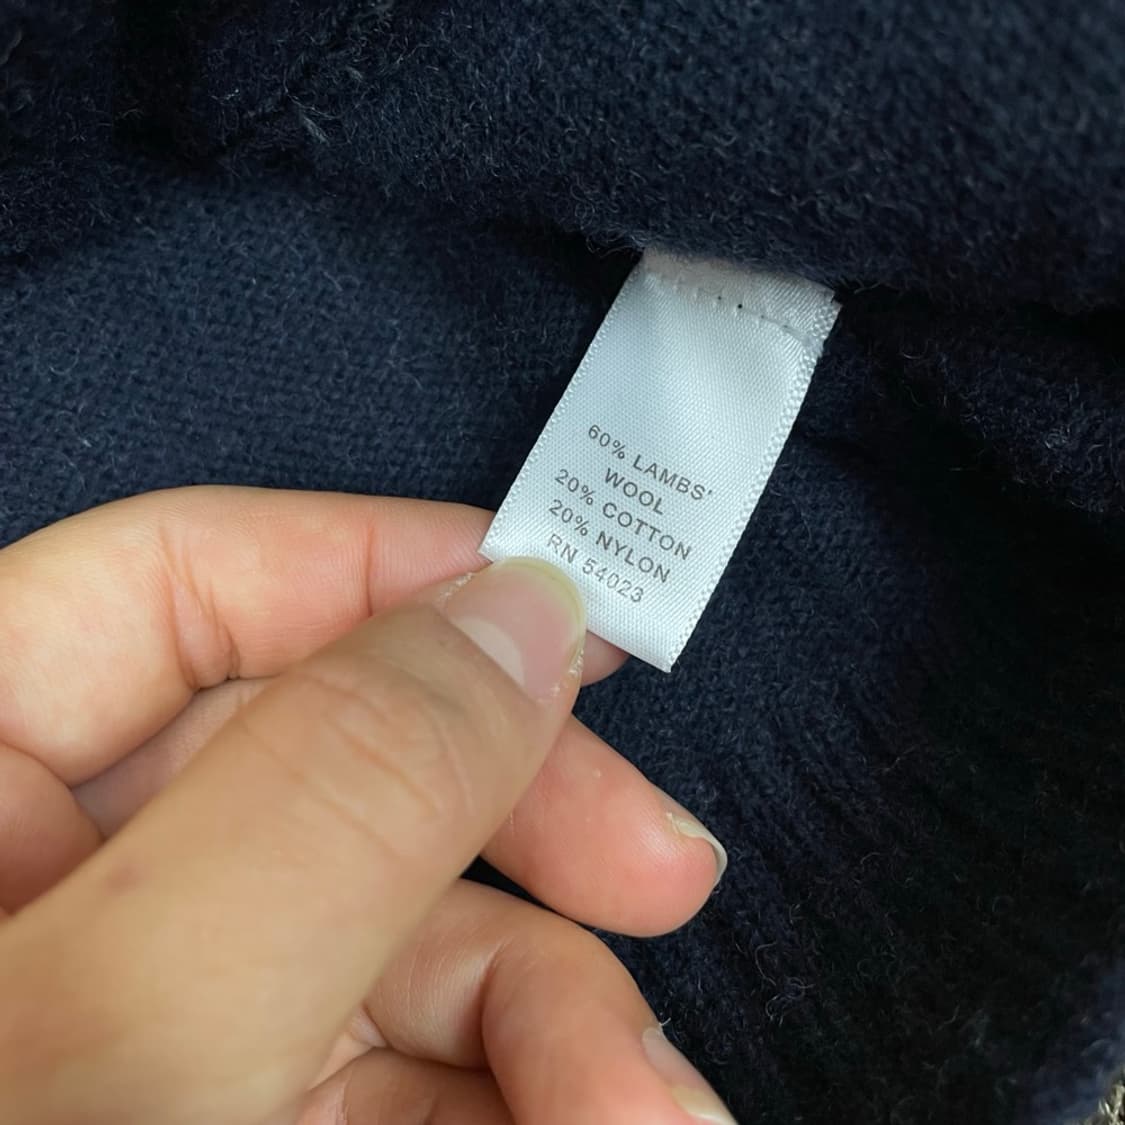 60% LAMBS'
WOOL
20% COTTON
20% NYLON
RN 54023